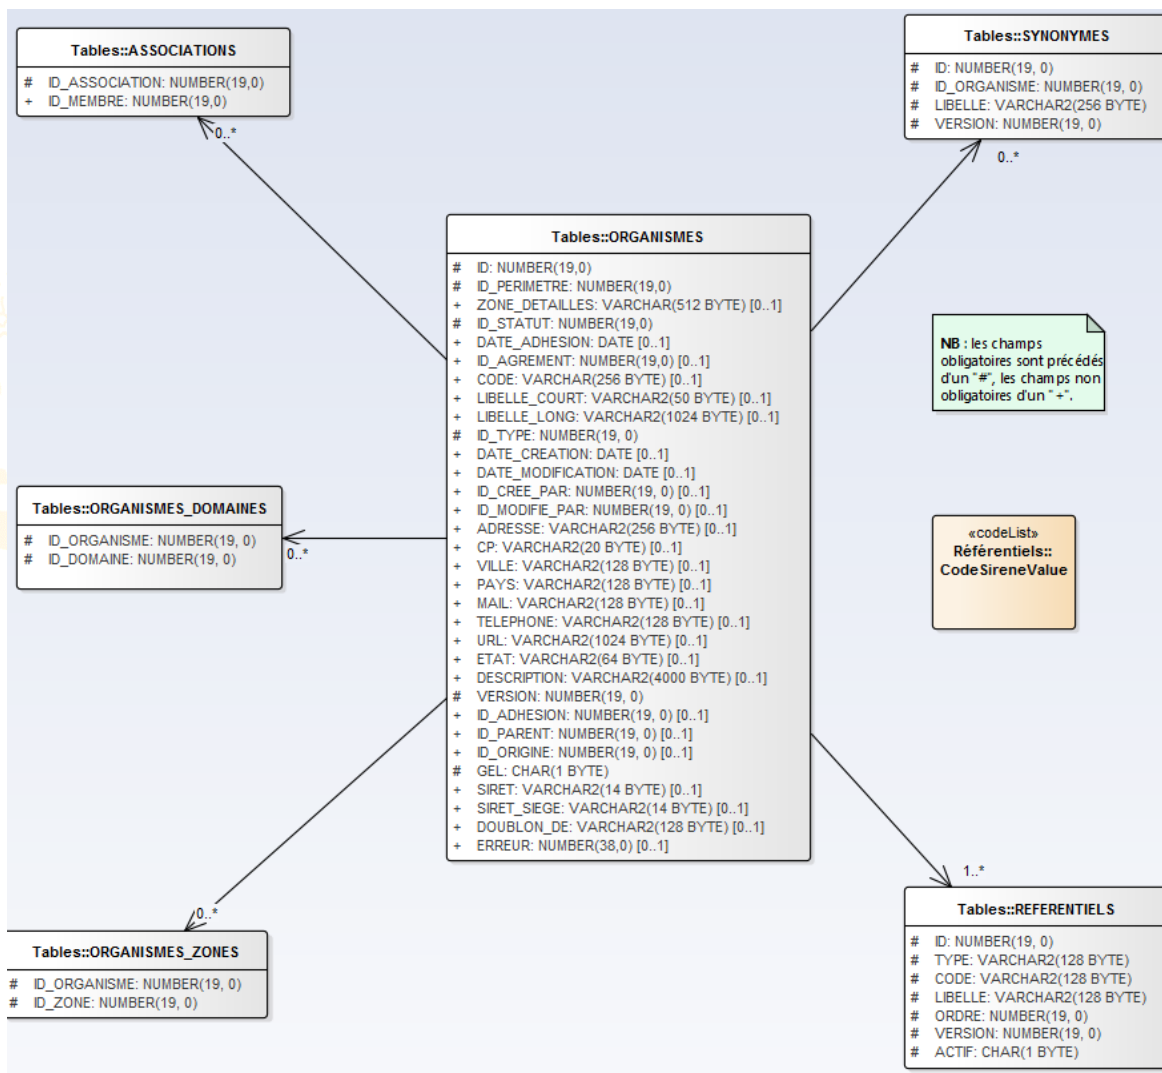 Tables::ASSOCIATIONS
# ID_ASSOCIATION: NUMBER(19,0)
+ ID_MEMBRE: NUMBER(19,0)
0..*
Tables::SYNONYMES
# ID: NUMBER(19, 0)
# ID_ORGANISME: NUMBER(19, 0)
# LIBELLE: VARCHAR2(256 BYTE)
# VERSION: NUMBER(19, 0)
0..*
Tables::ORGANISMES
# ID: NUMBER(19,0)
# ID_PERIMETRE: NUMBER(19,0)
+ ZONE_DETAILLES: VARCHAR(512 BYTE) [0..1]
# ID_STATUT: NUMBER(19,0)
+ DATE_ADHESION: DATE [0..1]
+ ID_AGREMENT: NUMBER(19,0) [0..1]
+ CODE: VARCHAR(256 BYTE) [0..1]
+ LIBELLE_COURT: VARCHAR2(50 BYTE) [0..1]
+ LIBELLE_LONG: VARCHAR2(1024 BYTE) [0..1]
# ID_TYPE: NUMBER(19, 0)
+ DATE_CREATION: DATE [0..1]
+ DATE_MODIFICATION: DATE [0..1]
+ ID_CREE_PAR: NUMBER(19, 0) [0..1]
+ ID_MODIFIE_PAR: NUMBER(19, 0) [0..1]
+ ADRESSE: VARCHAR2(256 BYTE) [0..1]
+ CP: VARCHAR2(20 BYTE) [0..1]
+ VILLE: VARCHAR2(128 BYTE) [0..1]
+ PAYS: VARCHAR2(128 BYTE) [0..1]
+ MAIL: VARCHAR2(128 BYTE) [0..1]
+ TELEPHONE: VARCHAR2(128 BYTE) [0..1]
+ URL: VARCHAR2(1024 BYTE) [0..1]
+ ETAT: VARCHAR2(64 BYTE) [0..1]
+ DESCRIPTION: VARCHAR2(4000 BYTE) [0..1]
# VERSION: NUMBER(19, 0)
+ ID_ADHESION: NUMBER(19, 0) [0..1]
+ ID_PARENT: NUMBER(19, 0) [0..1]
+ ID_ORIGINE: NUMBER(19, 0) [0..1]
# GEL: CHAR(1 BYTE)
+ SIRET: VARCHAR2(14 BYTE) [0..1]
+ SIRET_SIEGE: VARCHAR2(14 BYTE) [0..1]
+ DOUBLON_DE: VARCHAR2(128 BYTE) [0..1]
+ ERREUR: NUMBER(38,0) [0..1]
NB : les champs
obligatoires sont précédés
d'un "#", les champs non
obligatoires d'un "+".
Tables::ORGANISMES_DOMAINES
# ID_ORGANISME: NUMBER(19, 0)
# ID_DOMAINE: NUMBER(19, 0)
0..*
«codeList»
Référentiels::
CodeSireneValue
0..*
Tables::ORGANISMES_ZONES
# ID_ORGANISME: NUMBER(19, 0)
# ID_ZONE: NUMBER(19, 0)
1..*
Tables::REFERENTIELS
# ID: NUMBER(19, 0)
# TYPE: VARCHAR2(128 BYTE)
# CODE: VARCHAR2(128 BYTE)
# LIBELLE: VARCHAR2(128 BYTE)
# ORDRE: NUMBER(19, 0)
# VERSION: NUMBER(19, 0)
# ACTIF: CHAR(1 BYTE)